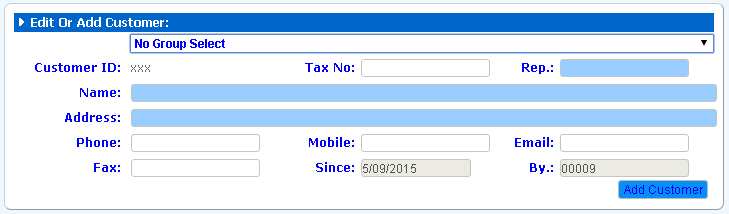 Edit Or Add Customer:
No Group Select
Customer ID: xxx Tax No: Rep.:
Name:
Address:
Phone: Mobile: Email:
Fax: Since: 5/09/2015 By.: 00009
Add Customer